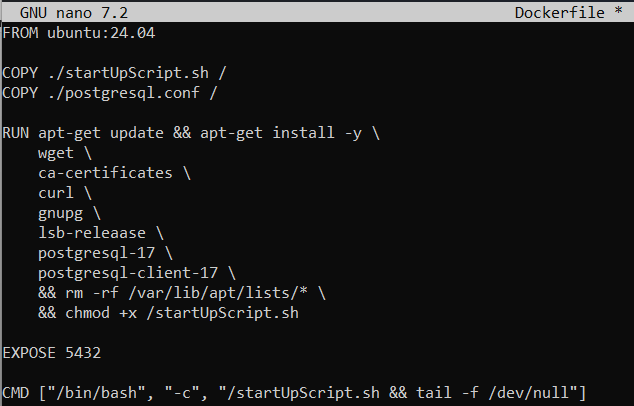 GNU nano 7.2 Dockerfile *
FROM ubuntu:24.04
COPY ./startUpScript.sh /
COPY ./postgresql.conf /
RUN apt-get update && apt-get install -y \
wget \
ca-certificates \
curl \
gnupg \
lsb-releaase \
postgresql-17 \
postgresql-client-17 \
&& rm -rf /var/lib/apt/lists/* \
&& chmod +x /startUpScript.sh
EXPOSE 5432
CMD ["/bin/bash", "-c", "/startUpScript.sh && tail -f /dev/null"]